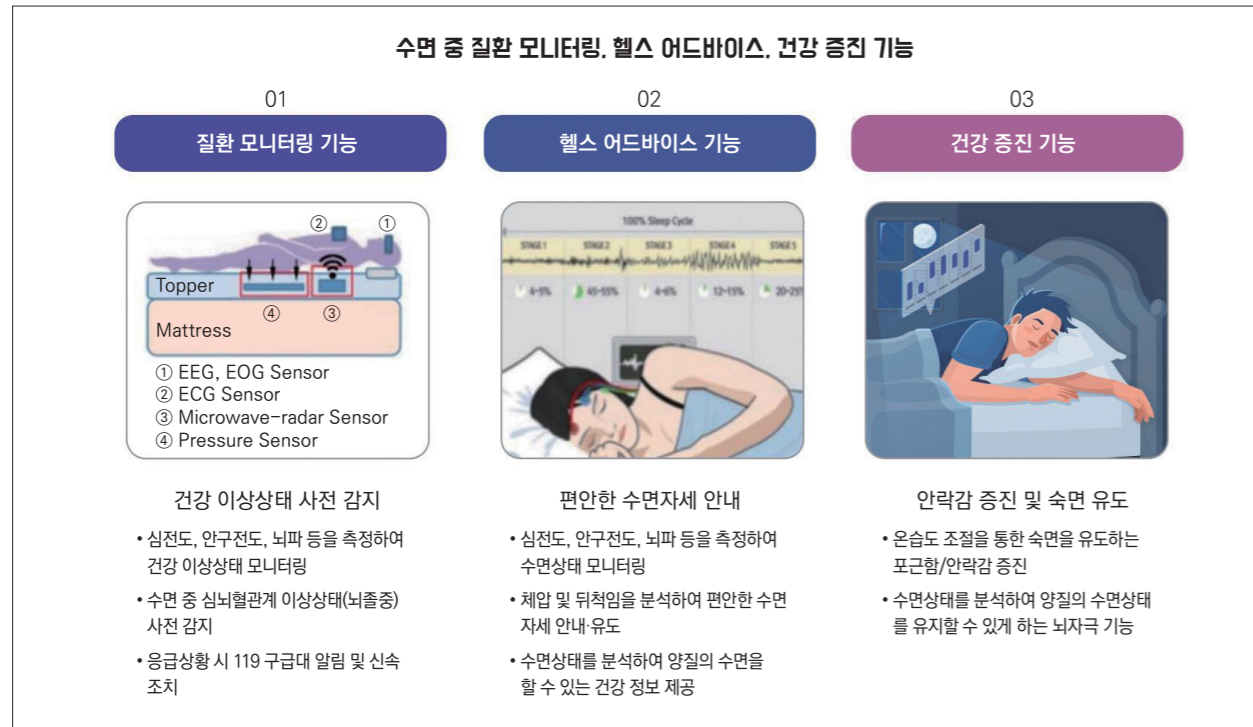 수면 중 질환 모니터링, 헬스 어드바이스, 건강 증진 기능
01
질환 모니터링 기능
② ①
Topper
④ ③
Mattress
① EEG, EOG Sensor
② ECG Sensor
③ Microwave-radar Sensor
④ Pressure Sensor
건강 이상상태 사전 감지
• 심전도, 안구전도, 뇌파 등을 측정하여
건강 이상상태 모니터링
• 수면 중 심뇌혈관계 이상상태(뇌졸중)
사전 감지
• 응급상황 시 119 구급대 알림 및 신속
조치
02
헬스 어드바이스 기능
100% Sleep Cycle
STAGE 1 STAGE 2 STAGE 3 STAGE 4 STAGE 5
4~5% 45~55% 4~6% 12~15% 20~25%
편안한 수면자세 안내
• 심전도, 안구전도, 뇌파 등을 측정하여
수면상태 모니터링
• 체압 및 뒤척임을 분석하여 편안한 수면
자세 안내·유도
• 수면상태를 분석하여 양질의 수면을
할 수 있는 건강 정보 제공
03
건강 증진 기능
안락감 증진 및 숙면 유도
• 온습도 조절을 통한 숙면을 유도하는
포근함/안락감 증진
• 수면상태를 분석하여 양질의 수면상태
를 유지할 수 있게 하는 뇌자극 기능